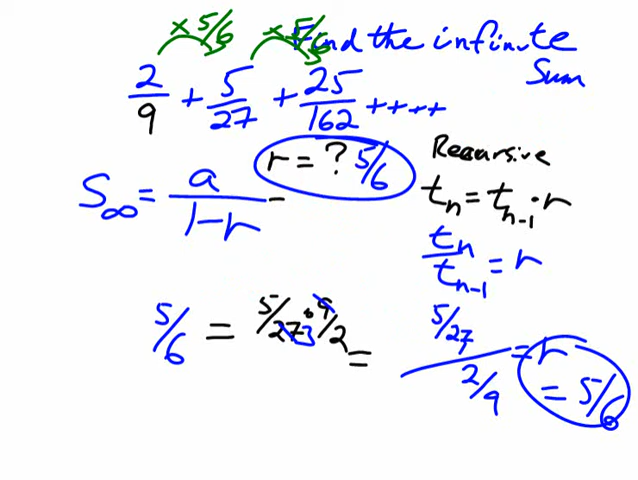 ×5/6 ×5/6 Find the infinite
Sum
2/9 + 5/27 + 25/162 ++++
r = ? 5/6
Recursive
S∞ = a/(1-r) =
tn = tn-1 · r
tn/tn-1 = r
5/6 = 5/27 3 · 9/2 =
5/27 / 2/9 = r
= 5/6